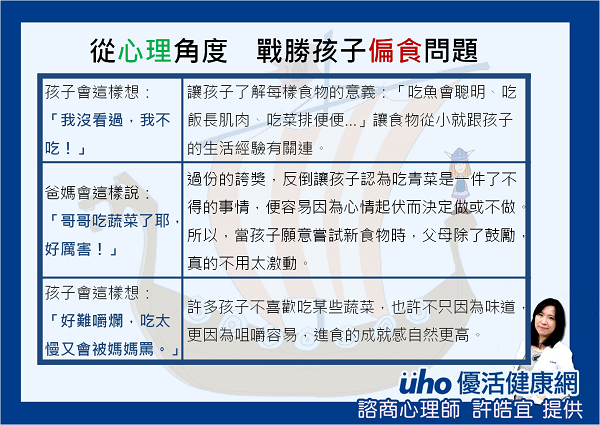 從心理角度 戰勝孩子偏食問題
孩子會這樣想：
「我沒看過，我不
吃！」
讓孩子了解每樣食物的意義：「吃魚會聰明、吃
飯長肌肉、吃菜排便便…」讓食物從小就跟孩子
的生活經驗有關連。
爸媽會這樣說：
「哥哥吃蔬菜了耶，
好厲害！」
過份的誇獎，反倒讓孩子認為吃青菜是一件了不
得的事情，便容易因為心情起伏而決定做或不做。
所以，當孩子願意嘗試新食物時，父母除了鼓勵，
真的不用太激動。
孩子會這樣想：
「好難嚼爛，吃太
慢又會被媽媽罵。」
許多孩子不喜歡吃某些蔬菜，也許不只因為味道，
更因為咀嚼容易，進食的成就感自然更高。
uho 優活健康網
諮商心理師 許皓宜 提供